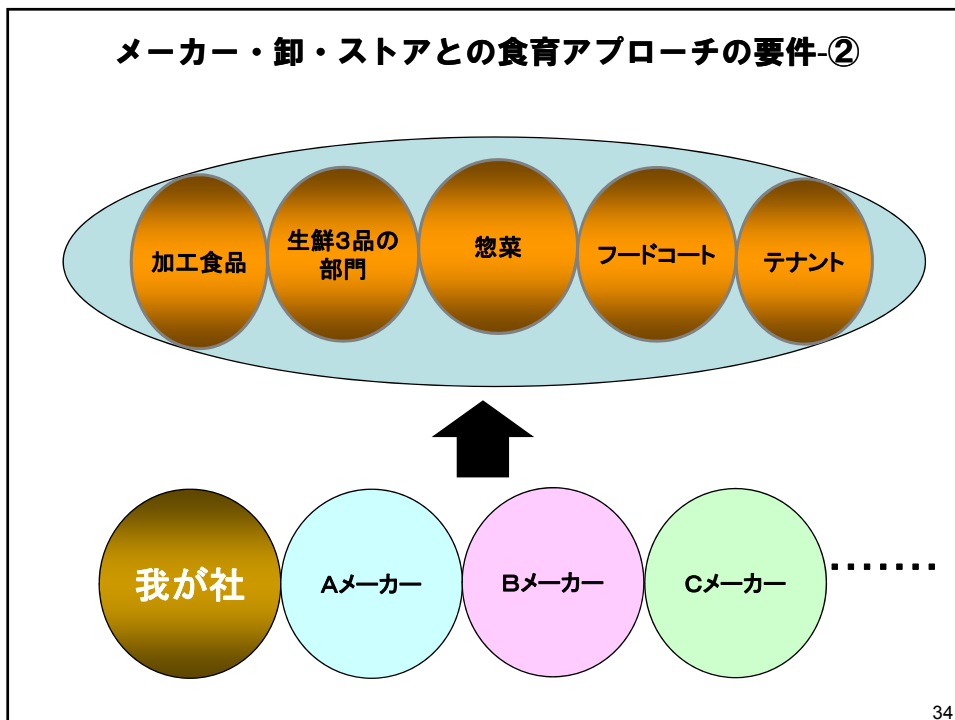 メーカー・卸・ストアとの食育アプローチの要件-②
加工食品
生鮮3品の
部門
惣菜
フードコート
テナント
我が社
Aメーカー
Bメーカー
Cメーカー
・・・・・・・
34